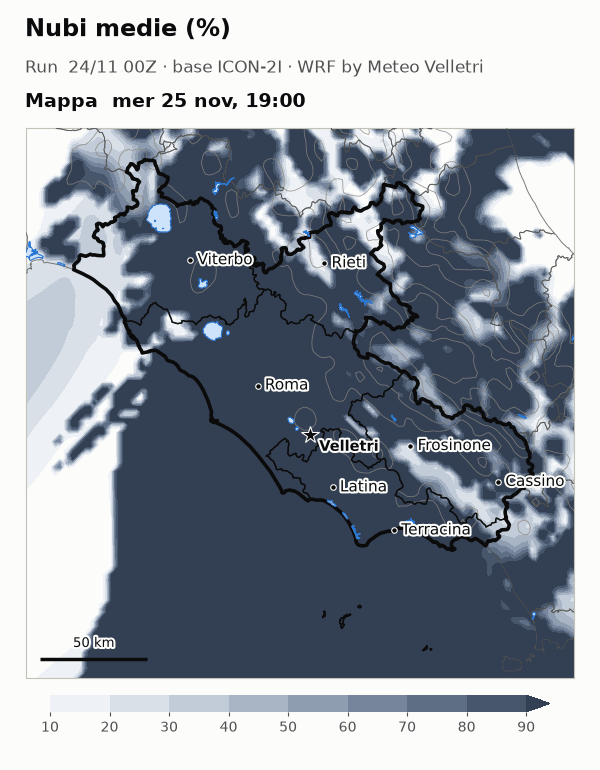 Nubi medie (%)
Run  24/11 00Z · base ICON-2I · WRF by Meteo Velletri
Mappa  mer 25 nov, 19:00
Viterbo
Rieti
Roma
Velletri
Frosinone
Latina
Cassino
Terracina
50 km
10 20 30 40 50 60 70 80 90